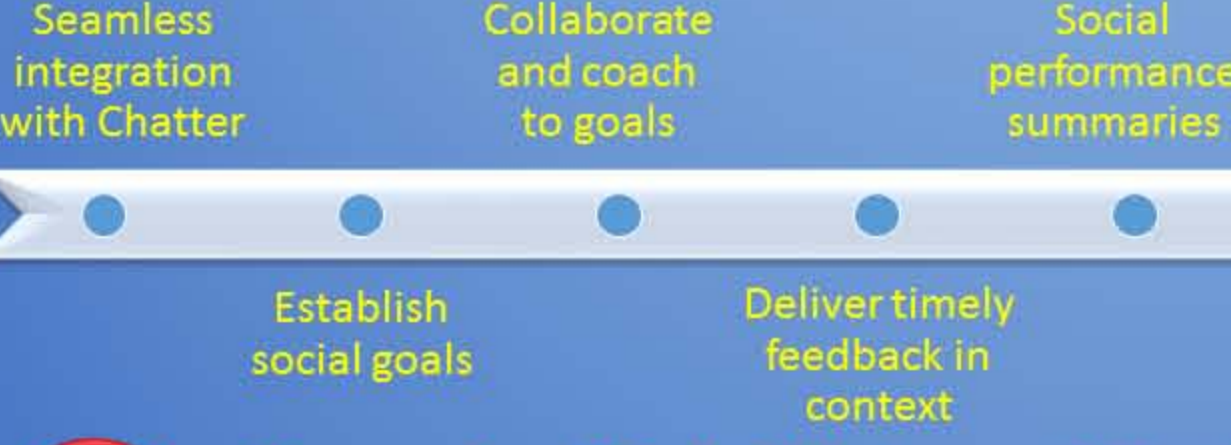 Seamless
integration
with Chatter
Establish
social goals
Collaborate
and coach
to goals
Deliver timely
feedback in
context
Social
performance
summaries